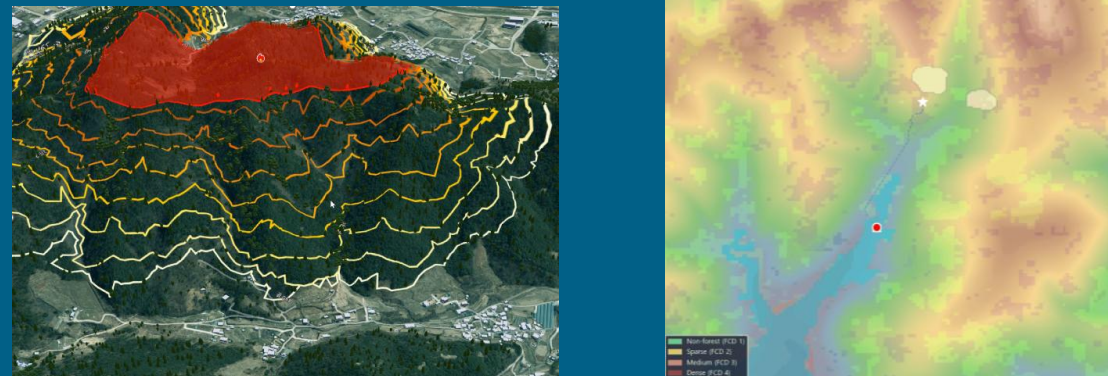 Non-forest (FCD 1)
Sparse (FCD 2)
Medium (FCD 3)
Dense (FCD 4)